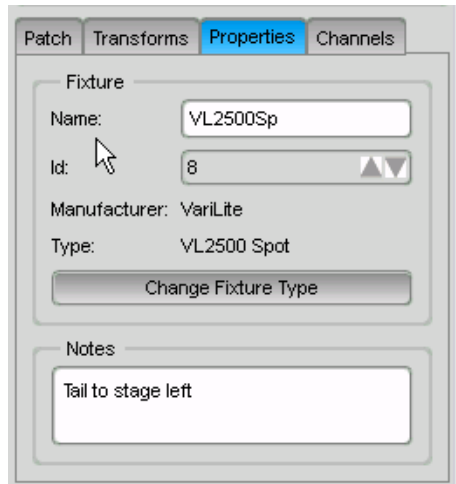 Patch Transforms Properties Channels
Fixture
Name: VL2500Sp
Id: 8
Manufacturer: VariLite
Type: VL2500 Spot
Change Fixture Type
Notes
Tail to stage left